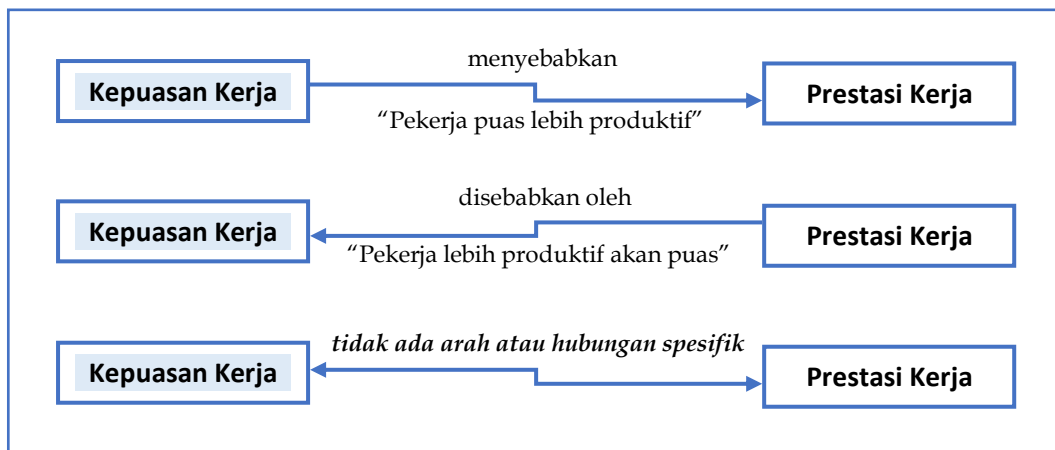 menyebabkan
Kepuasan Kerja
Prestasi Kerja
“Pekerja puas lebih produktif”
disebabkan oleh
Kepuasan Kerja
Prestasi Kerja
“Pekerja lebih produktif akan puas”
tidak ada arah atau hubungan spesifik
Kepuasan Kerja
Prestasi Kerja